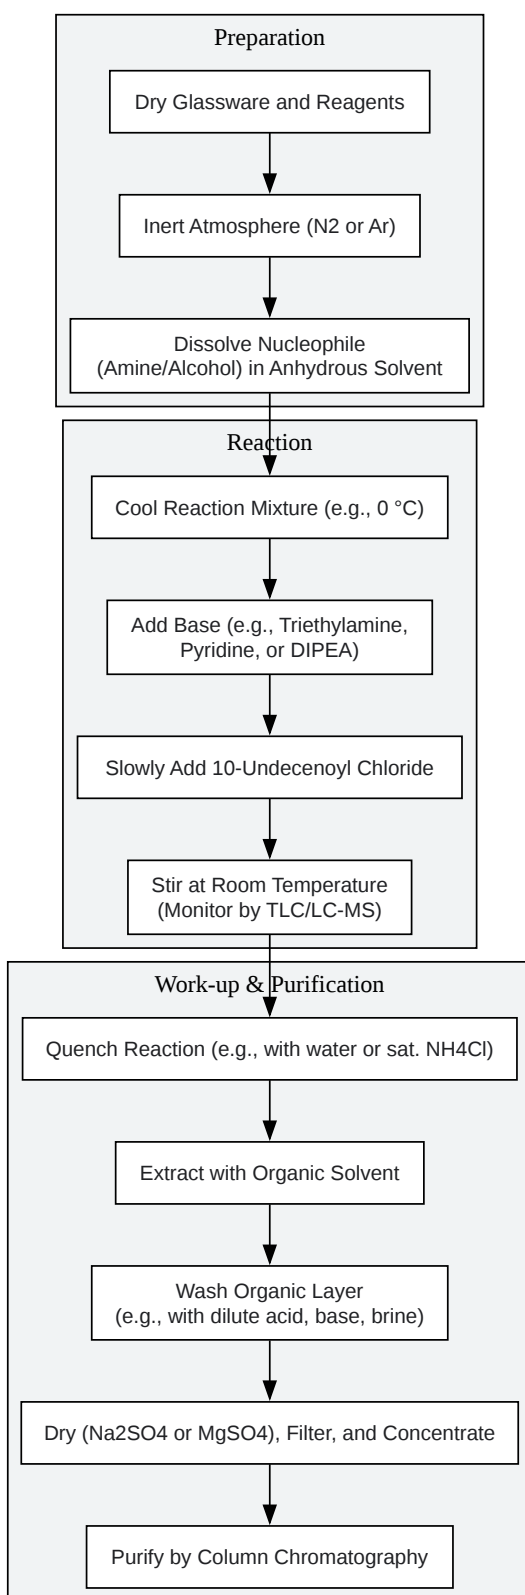 Preparation
Dry Glassware and Reagents
Inert Atmosphere (N2 or Ar)
Dissolve Nucleophile
(Amine/Alcohol) in Anhydrous Solvent
Reaction
Cool Reaction Mixture (e.g., 0 °C)
Add Base (e.g., Triethylamine,
Pyridine, or DIPEA)
Slowly Add 10-Undecenoyl Chloride
Stir at Room Temperature
(Monitor by TLC/LC-MS)
Work-up & Purification
Quench Reaction (e.g., with water or sat. NH4Cl)
Extract with Organic Solvent
Wash Organic Layer
(e.g., with dilute acid, base, brine)
Dry (Na2SO4 or MgSO4), Filter, and Concentrate
Purify by Column Chromatography